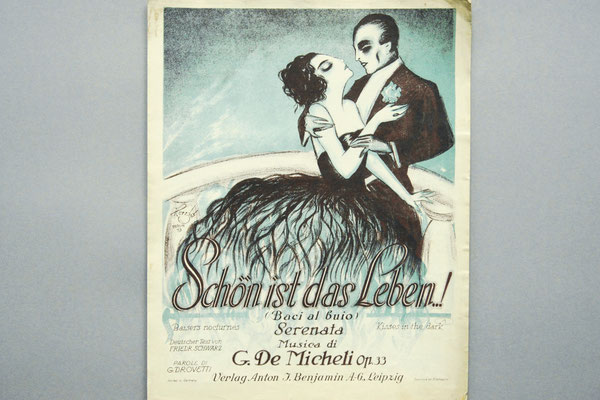 Schön ist das Leben...!
(Baci al buio)
Baisers nocturnes
Serenata
Kisses in the dark
Deutscher Text von
FRIEDR. SCHWARZ
Musica di
PAROLE DI
G. DROVETTI
G. De Micheli Op. 33
Verlag Anton J. Benjamin A-G., Leipzig